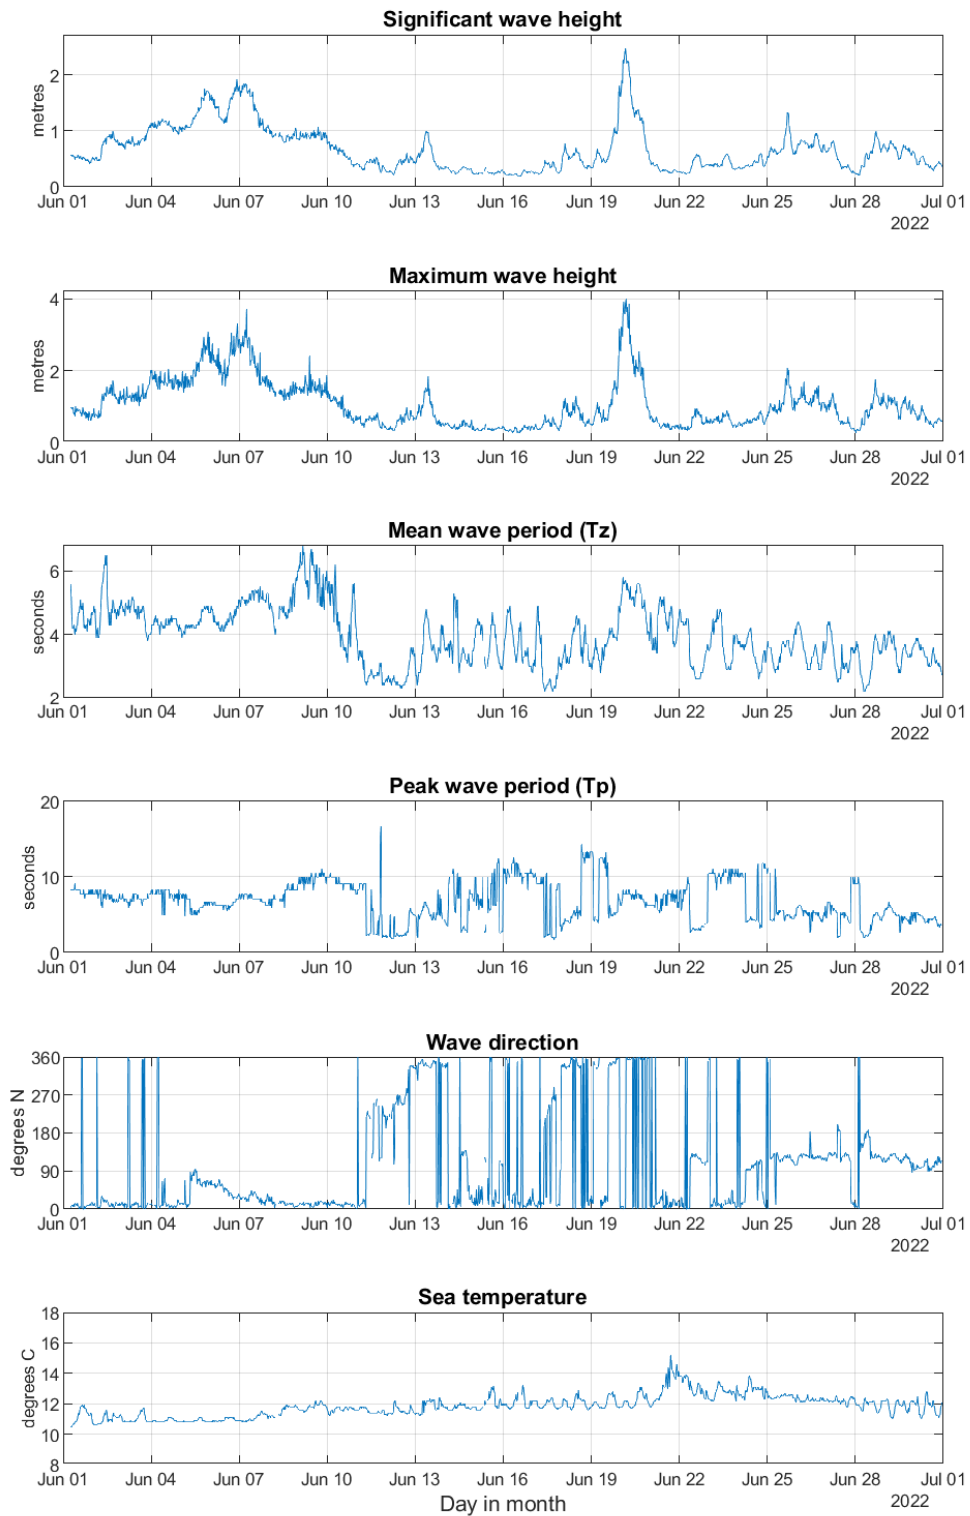 Significant wave height
metres
2
1
0
Jun 01 Jun 04 Jun 07 Jun 10 Jun 13 Jun 16 Jun 19 Jun 22 Jun 25 Jun 28 Jul 01
2022
Maximum wave height
metres
4
2
0
Jun 01 Jun 04 Jun 07 Jun 10 Jun 13 Jun 16 Jun 19 Jun 22 Jun 25 Jun 28 Jul 01
2022
Mean wave period (Tz)
seconds
6
4
2
Jun 01 Jun 04 Jun 07 Jun 10 Jun 13 Jun 16 Jun 19 Jun 22 Jun 25 Jun 28 Jul 01
2022
Peak wave period (Tp)
seconds
20
10
0
Jun 01 Jun 04 Jun 07 Jun 10 Jun 13 Jun 16 Jun 19 Jun 22 Jun 25 Jun 28 Jul 01
2022
Wave direction
degrees N
360
270
180
90
0
Jun 01 Jun 04 Jun 07 Jun 10 Jun 13 Jun 16 Jun 19 Jun 22 Jun 25 Jun 28 Jul 01
2022
Sea temperature
degrees C
18
16
14
12
10
8
Jun 01 Jun 04 Jun 07 Jun 10 Jun 13 Jun 16 Jun 19 Jun 22 Jun 25 Jun 28 Jul 01
Day in month
2022